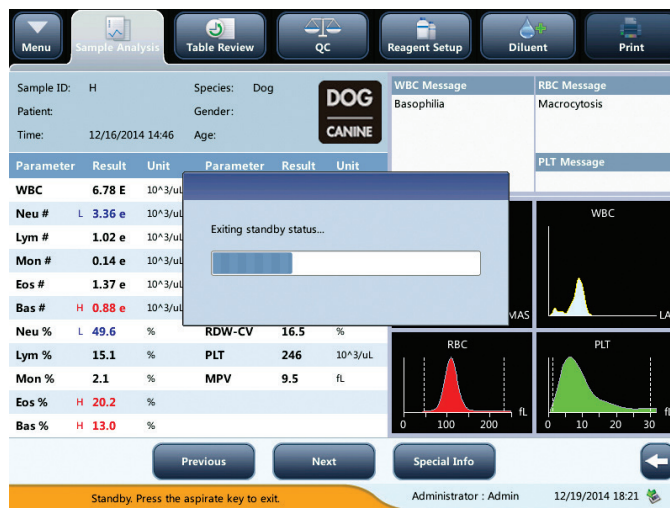 Menu
Sample Analysis
Table Review
QC
Reagent Setup
Diluent
Print
Sample ID: H Species: Dog
Patient: Gender:
Time: 12/16/2014 14:46 Age:
DOG
CANINE
WBC Message
Basophilia
RBC Message
Macrocytosis
PLT Message
Parameter Result Unit Parameter Result Unit
WBC 6.78 E 10^3/uL
Neu # L 3.36 e 10^3/uL
Lym # 1.02 e 10^3/uL
Mon # 0.14 e 10^3/uL
Eos # 1.37 e 10^3/uL
Bas # H 0.88 e 10^3/uL
Neu % L 49.6 % RDW-CV 16.5 %
Lym % 15.1 % PLT 246 10^3/uL
Mon % 2.1 % MPV 9.5 fL
Eos % H 20.2 %
Bas % H 13.0 %
Exiting standby status...
MAS
WBC
LA
RBC
0 100 200 fL
PLT
0 10 20 30 fl
Previous
Next
Special Info
Standby. Press the aspirate key to exit.
Administrator : Admin
12/19/2014 18:21